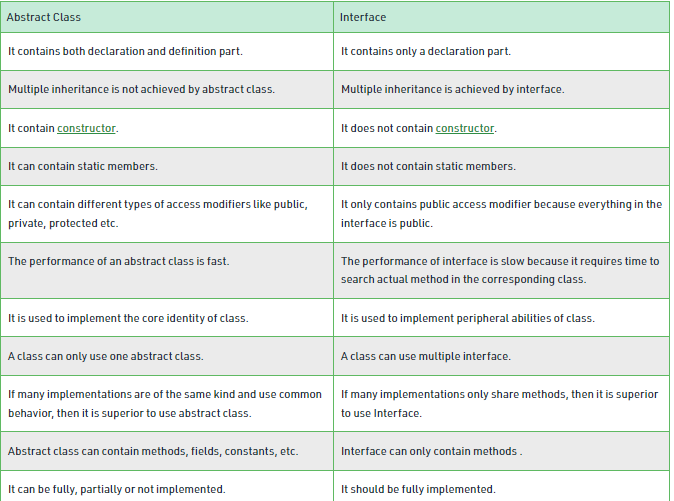 Abstract Class
Interface
It contains both declaration and definition part.
It contains only a declaration part.
Multiple inheritance is not achieved by abstract class.
Multiple inheritance is achieved by interface.
It contain constructor.
It does not contain constructor.
It can contain static members.
It does not contain static members.
It can contain different types of access modifiers like public,
private, protected etc.
It only contains public access modifier because everything in the
interface is public.
The performance of an abstract class is fast.
The performance of interface is slow because it requires time to
search actual method in the corresponding class.
It is used to implement the core identity of class.
It is used to implement peripheral abilities of class.
A class can only use one abstract class.
A class can use multiple interface.
If many implementations are of the same kind and use common
behavior, then it is superior to use abstract class.
If many implementations only share methods, then it is superior
to use Interface.
Abstract class can contain methods, fields, constants, etc.
Interface can only contain methods .
It can be fully, partially or not implemented.
It should be fully implemented.